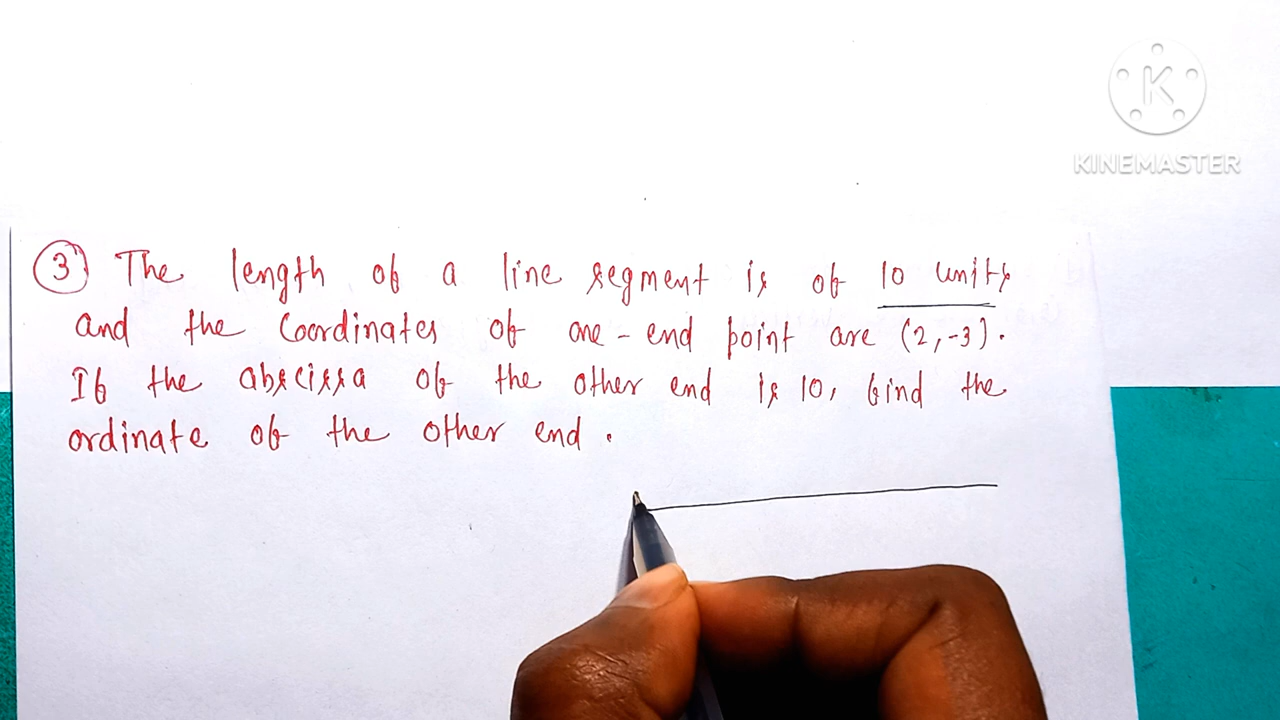 KINEMASTER
③ The length of a line segment is of 10 units
and the coordinates of one-end point are (2,-3).
If the abscissa of the other end is 10, find the
ordinate of the other end.